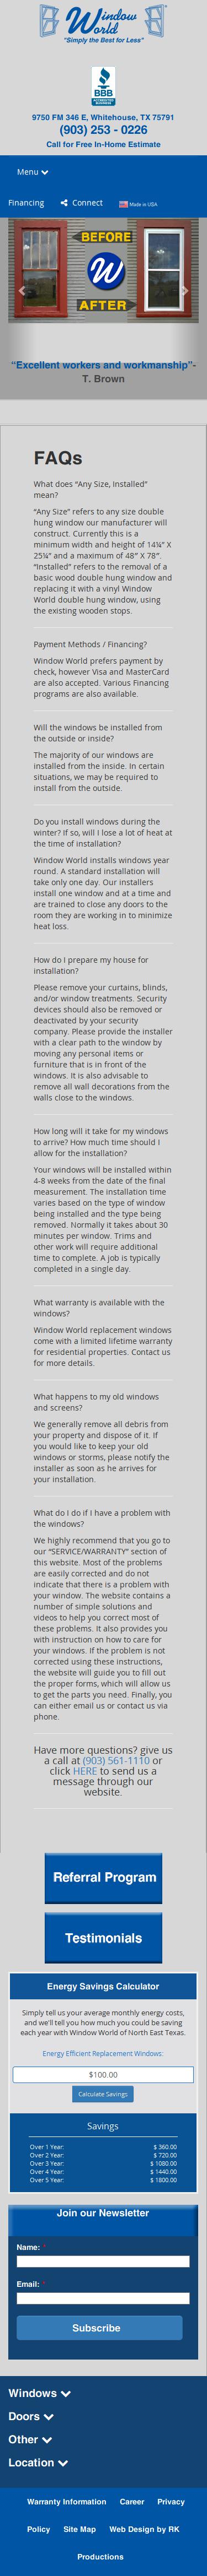 Window World
"Simply the Best for Less"
BBB
ACCREDITED BUSINESS
9750 FM 346 E, Whitehouse, TX 75791
(903) 253 - 0226
Call for Free In-Home Estimate
Menu
Financing Connect Made in USA
BEFORE
W
AFTER
“Excellent workers and workmanship”-
T. Brown
FAQs
What does “Any Size, Installed”
mean?
“Any Size” refers to any size double
hung window our manufacturer will
construct. Currently this is a
minimum width and height of 14¼” X
25¼” and a maximum of 48″ X 78″.
“Installed” refers to the removal of a
basic wood double hung window and
replacing it with a vinyl Window
World double hung window, using
the existing wooden stops.
Payment Methods / Financing?
Window World prefers payment by
check, however Visa and MasterCard
are also accepted. Various Financing
programs are also available.
Will the windows be installed from
the outside or inside?
The majority of our windows are
installed from the inside. In certain
situations, we may be required to
install from the outside.
Do you install windows during the
winter? If so, will I lose a lot of heat at
the time of installation?
Window World installs windows year
round. A standard installation will
take only one day. Our installers
install one window and at a time and
are trained to close any doors to the
room they are working in to minimize
heat loss.
How do I prepare my house for
installation?
Please remove your curtains, blinds,
and/or window treatments. Security
devices should also be removed or
deactivated by your security
company. Please provide the installer
with a clear path to the window by
moving any personal items or
furniture that is in front of the
windows. It is also advisable to
remove all wall decorations from the
walls close to the windows.
How long will it take for my windows
to arrive? How much time should I
allow for the installation?
Your windows will be installed within
4-8 weeks from the date of the final
measurement. The installation time
varies based on the type of window
being installed and the type being
removed. Normally it takes about 30
minutes per window. Trims and
other work will require additional
time to complete. A job is typically
completed in a single day.
What warranty is available with the
windows?
Window World replacement windows
come with a limited lifetime warranty
for residential properties. Contact us
for more details.
What happens to my old windows
and screens?
We generally remove all debris from
your property and dispose of it. If
you would like to keep your old
windows or storms, please notify the
installer as soon as he arrives for
your installation.
What do I do if I have a problem with
the windows?
We highly recommend that you go to
our “SERVICE/WARRANTY” section of
this website. Most of the problems
are easily corrected and do not
indicate that there is a problem with
your window. The website contains a
number of simple solutions and
videos to help you correct most of
these problems. It also provides you
with instruction on how to care for
your windows. If the problem is not
corrected using these instructions,
the website will guide you to fill out
the proper forms, which will allow us
to get the parts you need. Finally, you
can either email us or contact us via
phone.
Have more questions? give us
a call at (903) 561-1110 or
click HERE to send us a
message through our
website.
Referral Program
Testimonials
Energy Savings Calculator
Simply tell us your average monthly energy costs,
and we'll tell you how much you could be saving
each year with Window World of North East Texas.
Energy Efficient Replacement Windows:
$100.00
Calculate Savings
Savings
Over 1 Year: $ 360.00
Over 2 Year: $ 720.00
Over 3 Year: $ 1080.00
Over 4 Year: $ 1440.00
Over 5 Year: $ 1800.00
Join our Newsletter
Name: *
Email: *
Subscribe
Windows
Doors
Other
Location
Warranty Information Career Privacy
Policy Site Map Web Design by RK
Productions